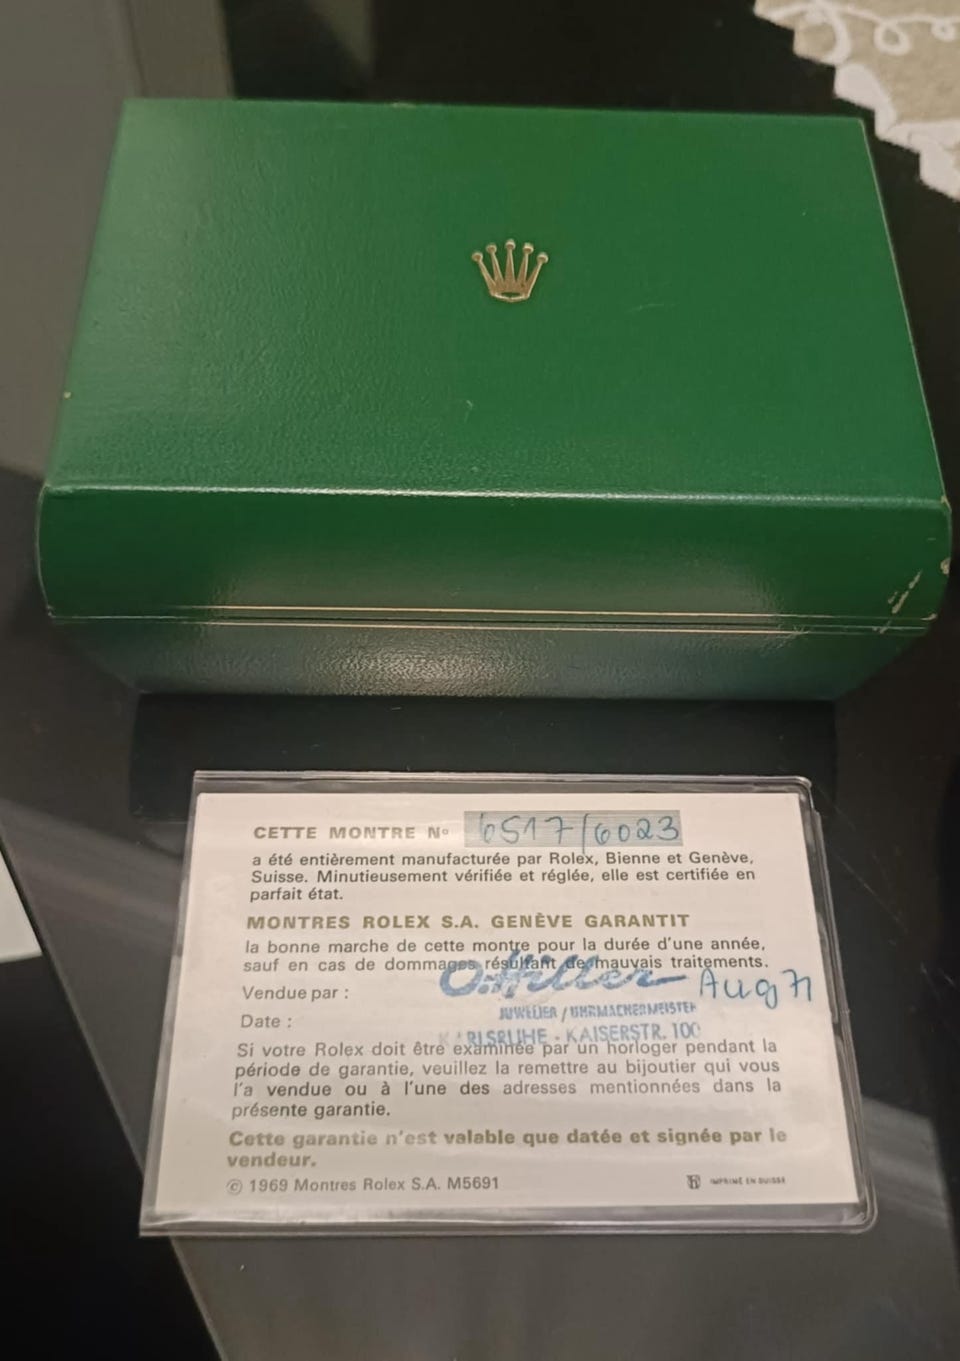 CETTE MONTRE Nº 6517/6023
a été entièrement manufacturée par Rolex, Bienne et Genève,
Suisse. Minutieusement vérifiée et réglée, elle est certifiée en
parfait état.
MONTRES ROLEX S.A. GENÈVE GARANTIT
la bonne marche de cette montre pour la durée d'une année,
sauf en cas de dommages résultant de mauvais traitements.
Vendue par : O. Hiller Aug 71
JUWELIER / UHRMACHERMEISTER
Date :
KARLSRUHE - KAISERSTR. 100
Si votre Rolex doit être examinée par un horloger pendant la
période de garantie, veuillez la remettre au bijoutier qui vous
l'a vendue ou à l'une des adresses mentionnées dans la
présente garantie.
Cette garantie n'est valable que datée et signée par le
vendeur.
© 1969 Montres Rolex S.A. M5691
IMPRIMÉ EN SUISSE